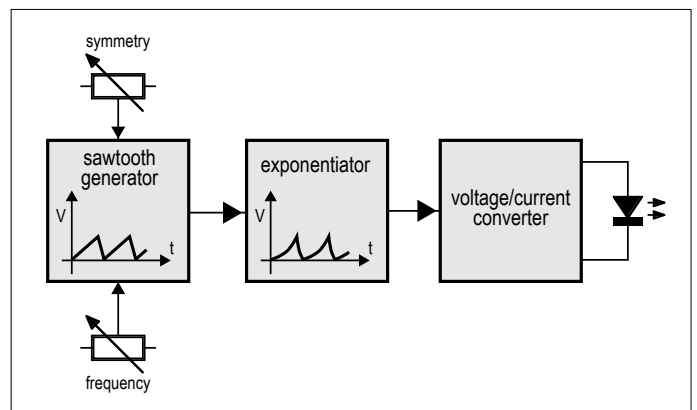 symmetry
sawtooth
generator
V
t
frequency
exponentiator
V
t
voltage/current
converter